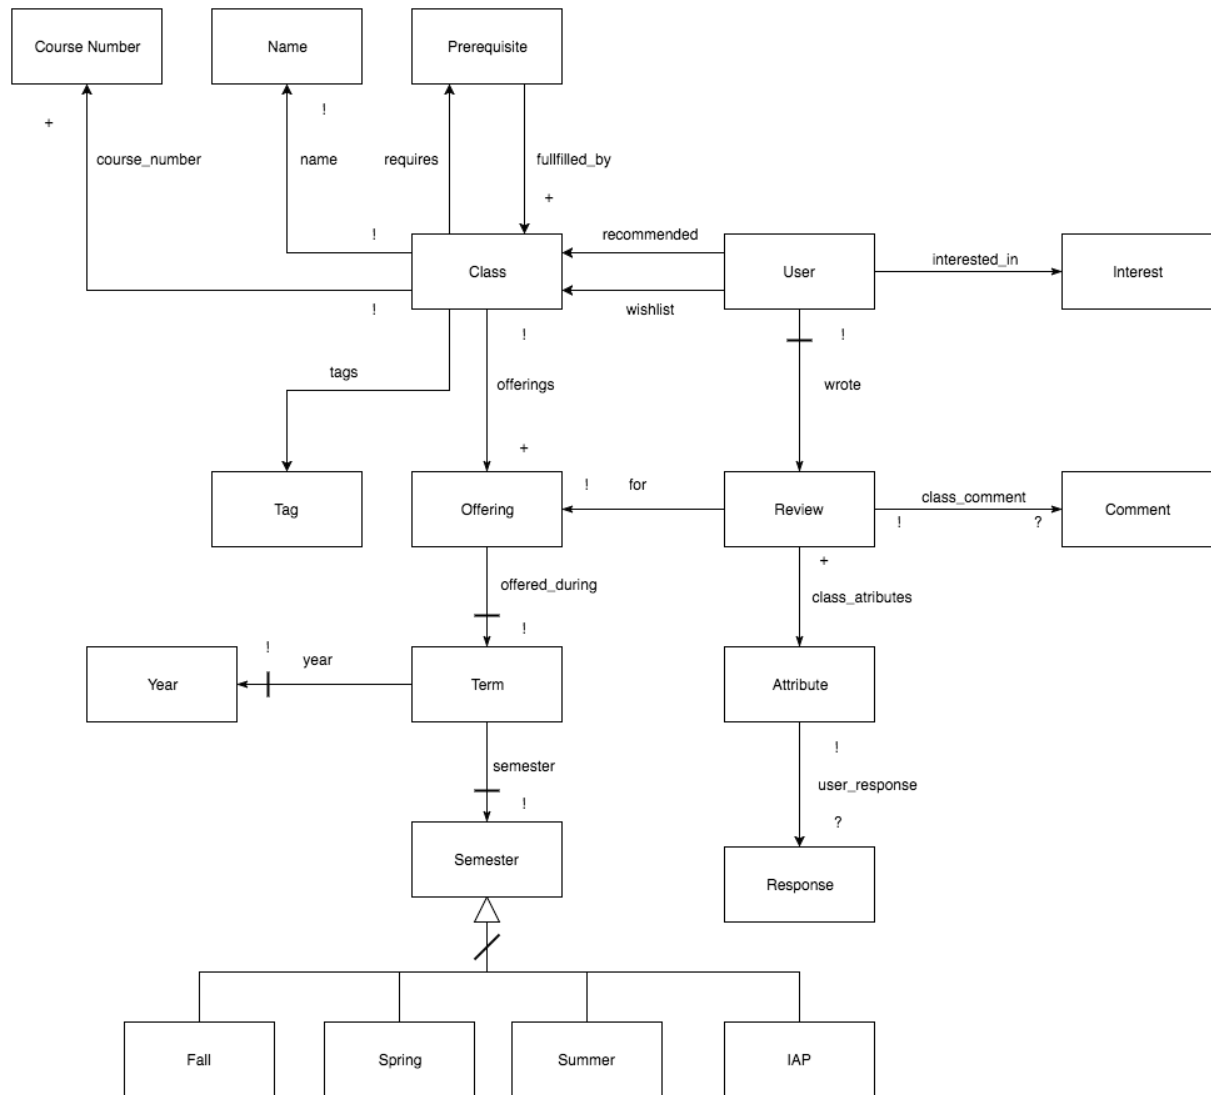 Course Number
Name
Prerequisite
!
+
course_number
name
requires
fullfilled_by
+
!
recommended
Class
User
interested_in
Interest
!
wishlist
!
!
tags
offerings
wrote
+
!
for
class_comment
Tag
Offering
Review
!
?
Comment
+
offered_during
class_atributes
!
!
year
Year
Term
Attribute
!
semester
user_response
!
?
Semester
Response
Fall
Spring
Summer
IAP